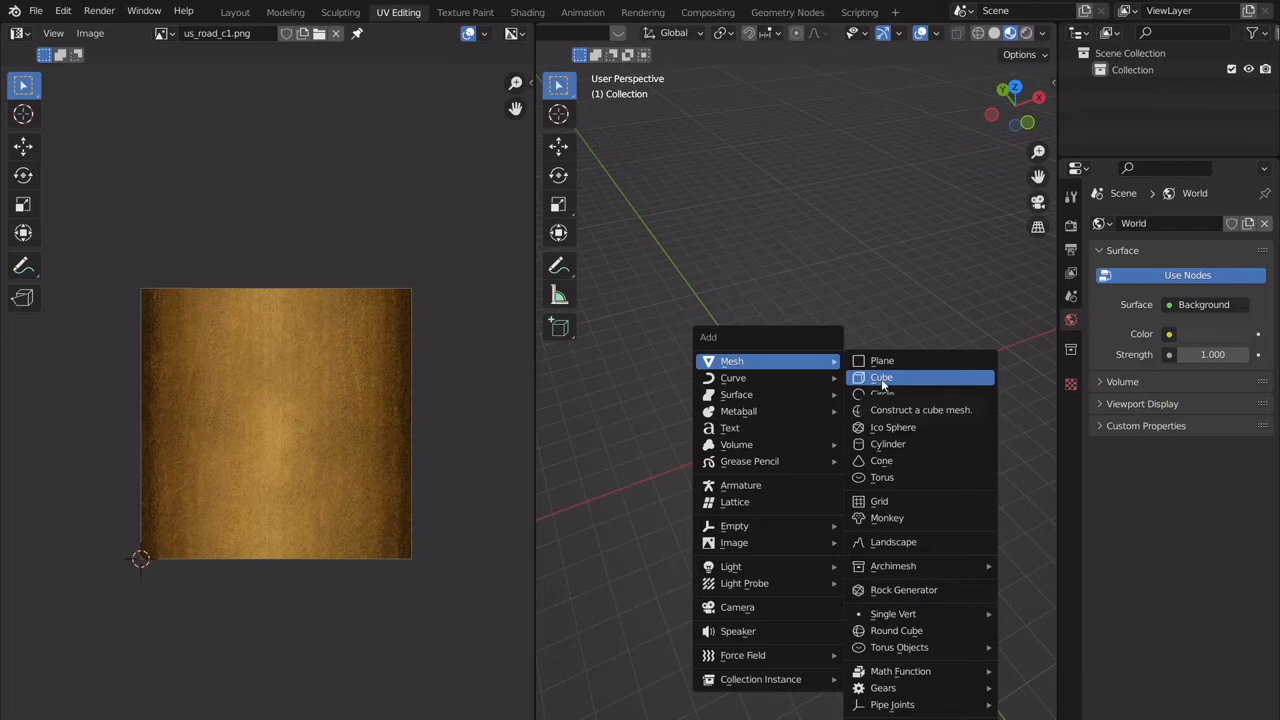 File Edit Render Window Help Layout Modeling Sculpting UV Editing Texture Paint Shading Animation Rendering Compositing Geometry Nodes Scripting Scene ViewLayer
View Image us_road_c1.png Global
Options
User Perspective
(1) Collection
Z
Y
X
Scene Collection
Collection
Scene World
World
Surface
Use Nodes
Surface Background
Color
Strength 1.000
Volume
Viewport Display
Custom Properties
Add
Mesh
Curve
Surface
Metaball
Text
Volume
Grease Pencil
Armature
Lattice
Empty
Image
Light
Light Probe
Camera
Speaker
Force Field
Collection Instance
Plane
Cube
Circle
Construct a cube mesh.
Ico Sphere
Cylinder
Cone
Torus
Grid
Monkey
Landscape
Archimesh
Rock Generator
Single Vert
Round Cube
Torus Objects
Math Function
Gears
Pipe Joints